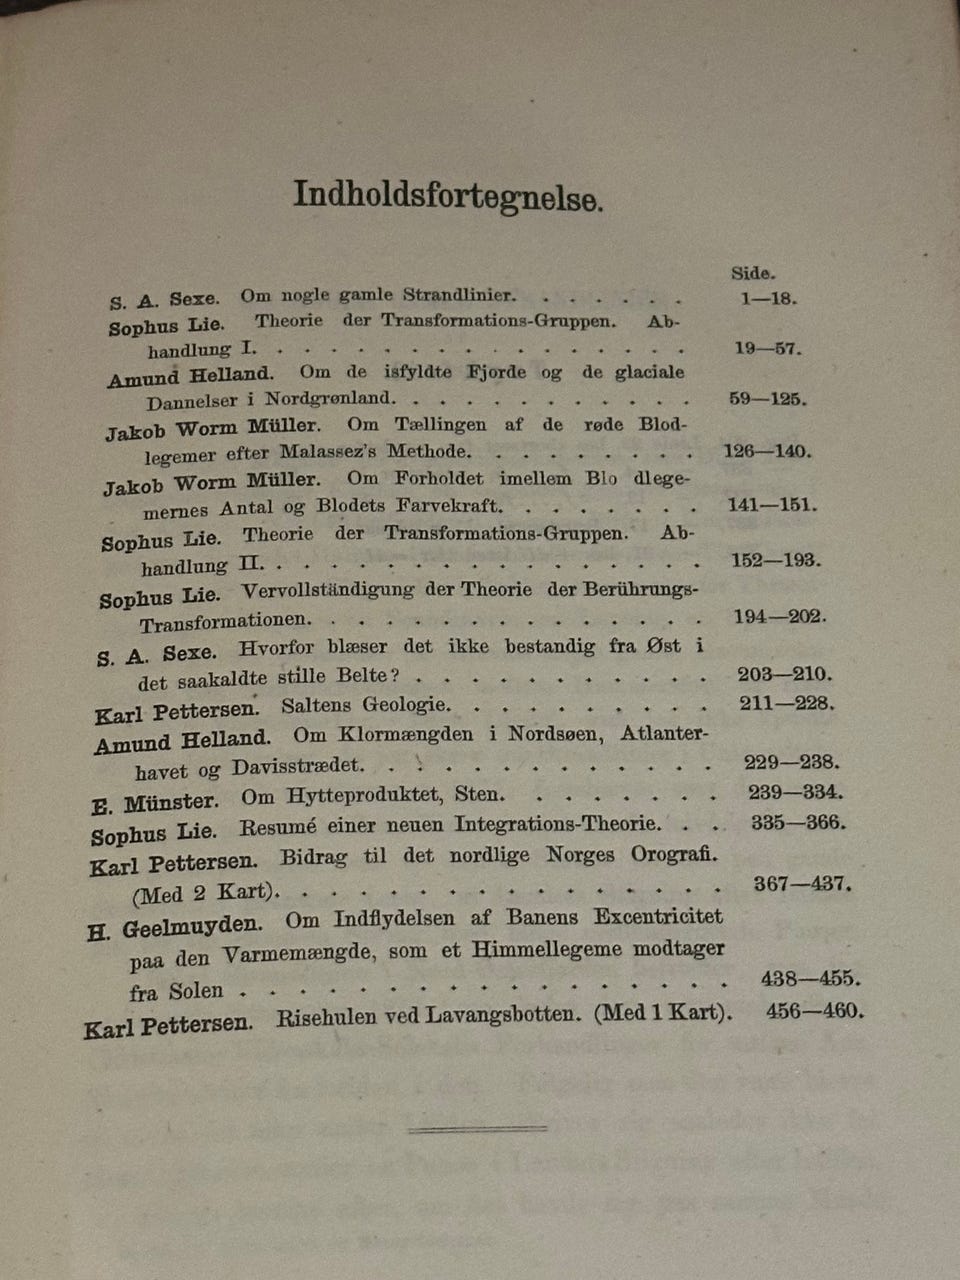 Indholdsfortegnelse.
Side.
S. A. Sexe. Om nogle gamle Strandlinier. . . . . . . 1—18.
Sophus Lie. Theorie der Transformations-Gruppen. Ab-
handlung I. . . . . . . . . . . . . . . . 19—57.
Amund Helland. Om de isfyldte Fjorde og de glaciale
Dannelser i Nordgrønland. . . . . . . . . . . . 59—125.
Jakob Worm Müller. Om Tællingen af de røde Blod-
legemer efter Malassez's Methode. . . . . . . . . 126—140.
Jakob Worm Müller. Om Forholdet imellem Blo dlege-
mernes Antal og Blodets Farvekraft. . . . . . . . 141—151.
Sophus Lie. Theorie der Transformations-Gruppen. Ab-
handlung II. . . . . . . . . . . . . . . . . 152—193.
Sophus Lie. Vervollständigung der Theorie der Berührungs-
Transformationen. . . . . . . . . . . . . . . 194—202.
S. A. Sexe. Hvorfor blæser det ikke bestandig fra Øst i
det saakaldte stille Belte? . . . . . . . . . . . 203—210.
Karl Pettersen. Saltens Geologie. . . . . . . . . . 211—228.
Amund Helland. Om Klormængden i Nordsøen, Atlanter-
havet og Davisstrædet. . . . . . . . . . . . . 229—238.
E. Münster. Om Hytteproduktet, Sten. . . . . . . . 239—334.
Sophus Lie. Resumé einer neuen Integrations-Theorie. . . 335—366.
Karl Pettersen. Bidrag til det nordlige Norges Orografi.
(Med 2 Kart). . . . . . . . . . . . . . . . 367—437.
H. Geelmuyden. Om Indflydelsen af Banens Excentricitet
paa den Varmemængde, som et Himmellegeme modtager
fra Solen . . . . . . . . . . . . . . . . . 438—455.
Karl Pettersen. Risehulen ved Lavangsbotten. (Med 1 Kart). 456—460.